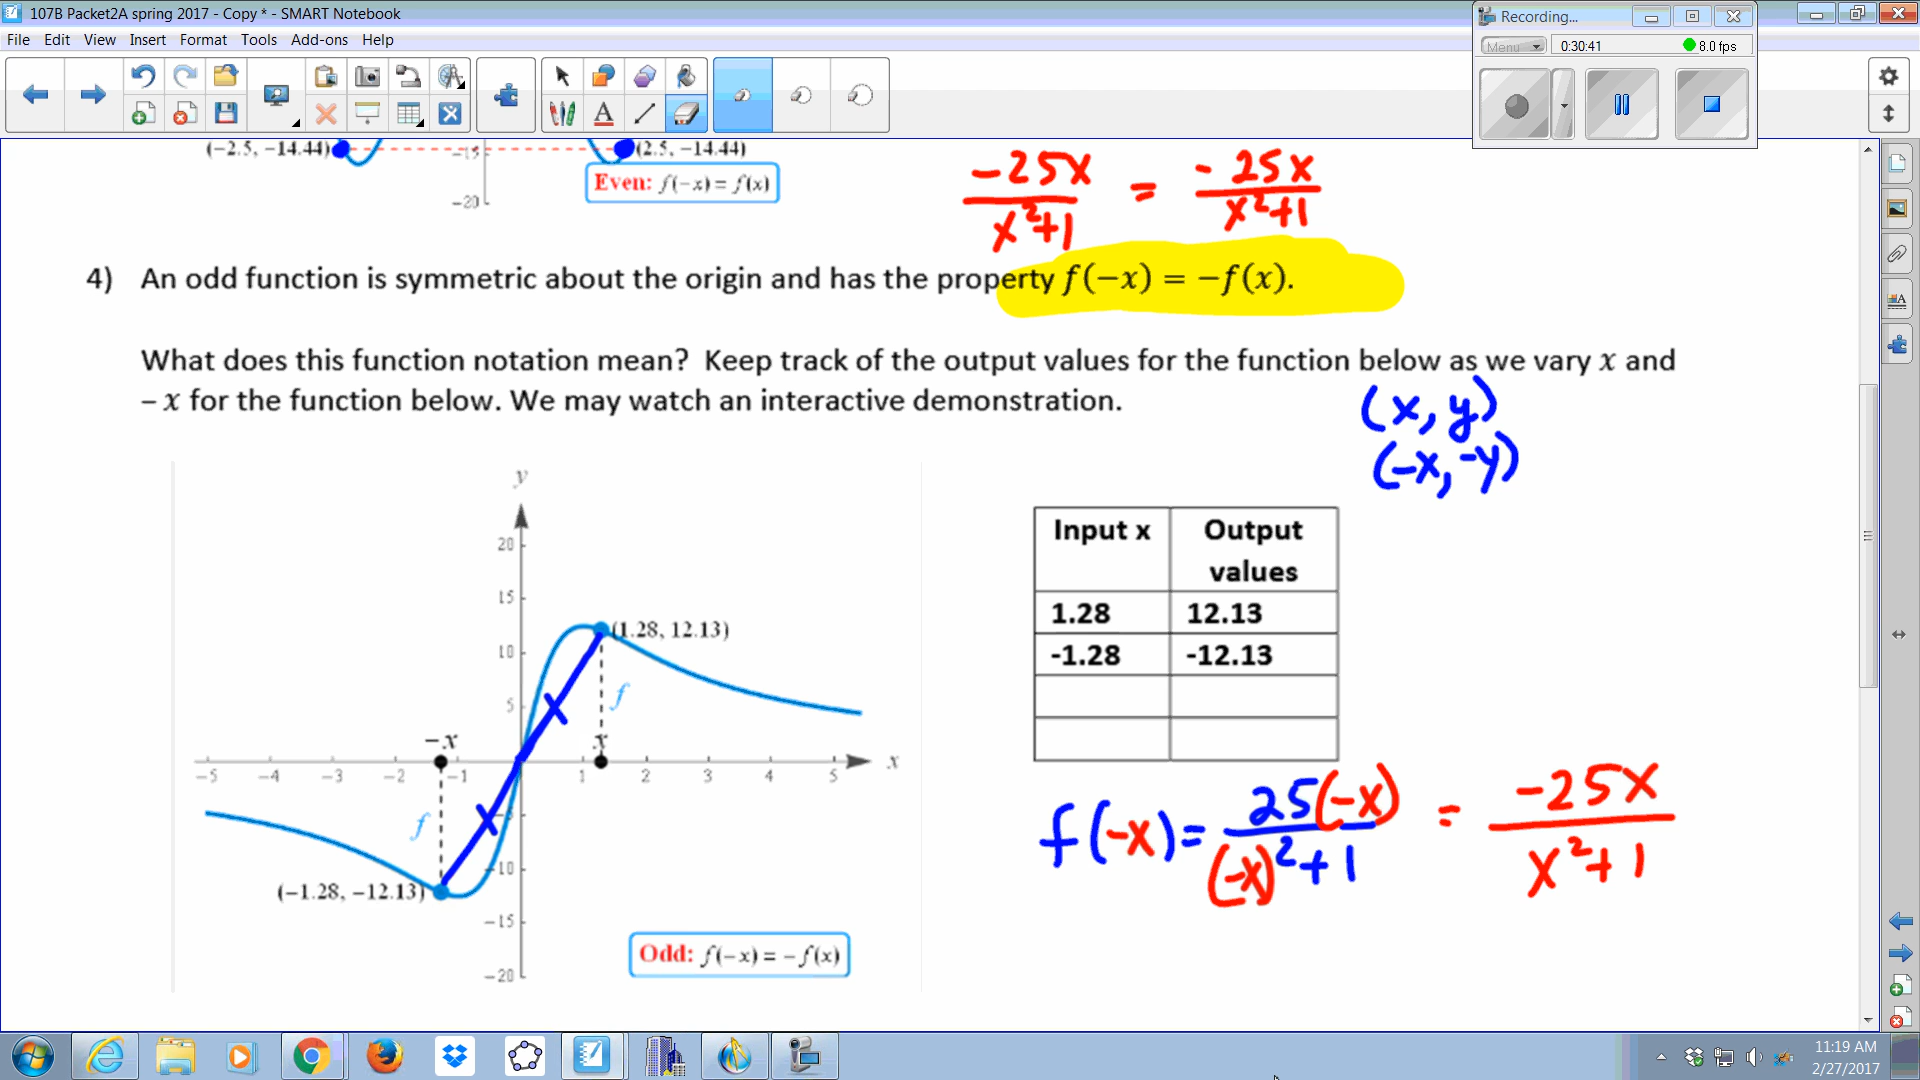 107B Packet2A spring 2017 - Copy * - SMART Notebook
Recording...
File Edit View Insert Format Tools Add-ons Help
Menu
0:30:41
8.0 fps
(−2.5, −14.44)
(2.5, −14.44)
−15
Even: f(−x) = f(x)
−20
-25x / x²+1 = -25x / x²+1
4) An odd function is symmetric about the origin and has the property f(−x) = −f(x).
What does this function notation mean? Keep track of the output values for the function below as we vary x and
– x for the function below. We may watch an interactive demonstration.
(x, y)
(-x, -y)
y
20
15
(1.28, 12.13)
10
f
5
−x
x
x
−5 −4 −3 −2 −1 1 2 3 4 5
f
−10
(−1.28, −12.13)
−15
−20
Odd: f(−x) = − f(x)
Input x Output
values
1.28 12.13
-1.28 -12.13
f(-x) = 25(-x) / (-x)²+1 = -25x / x²+1
11:19 AM
2/27/2017